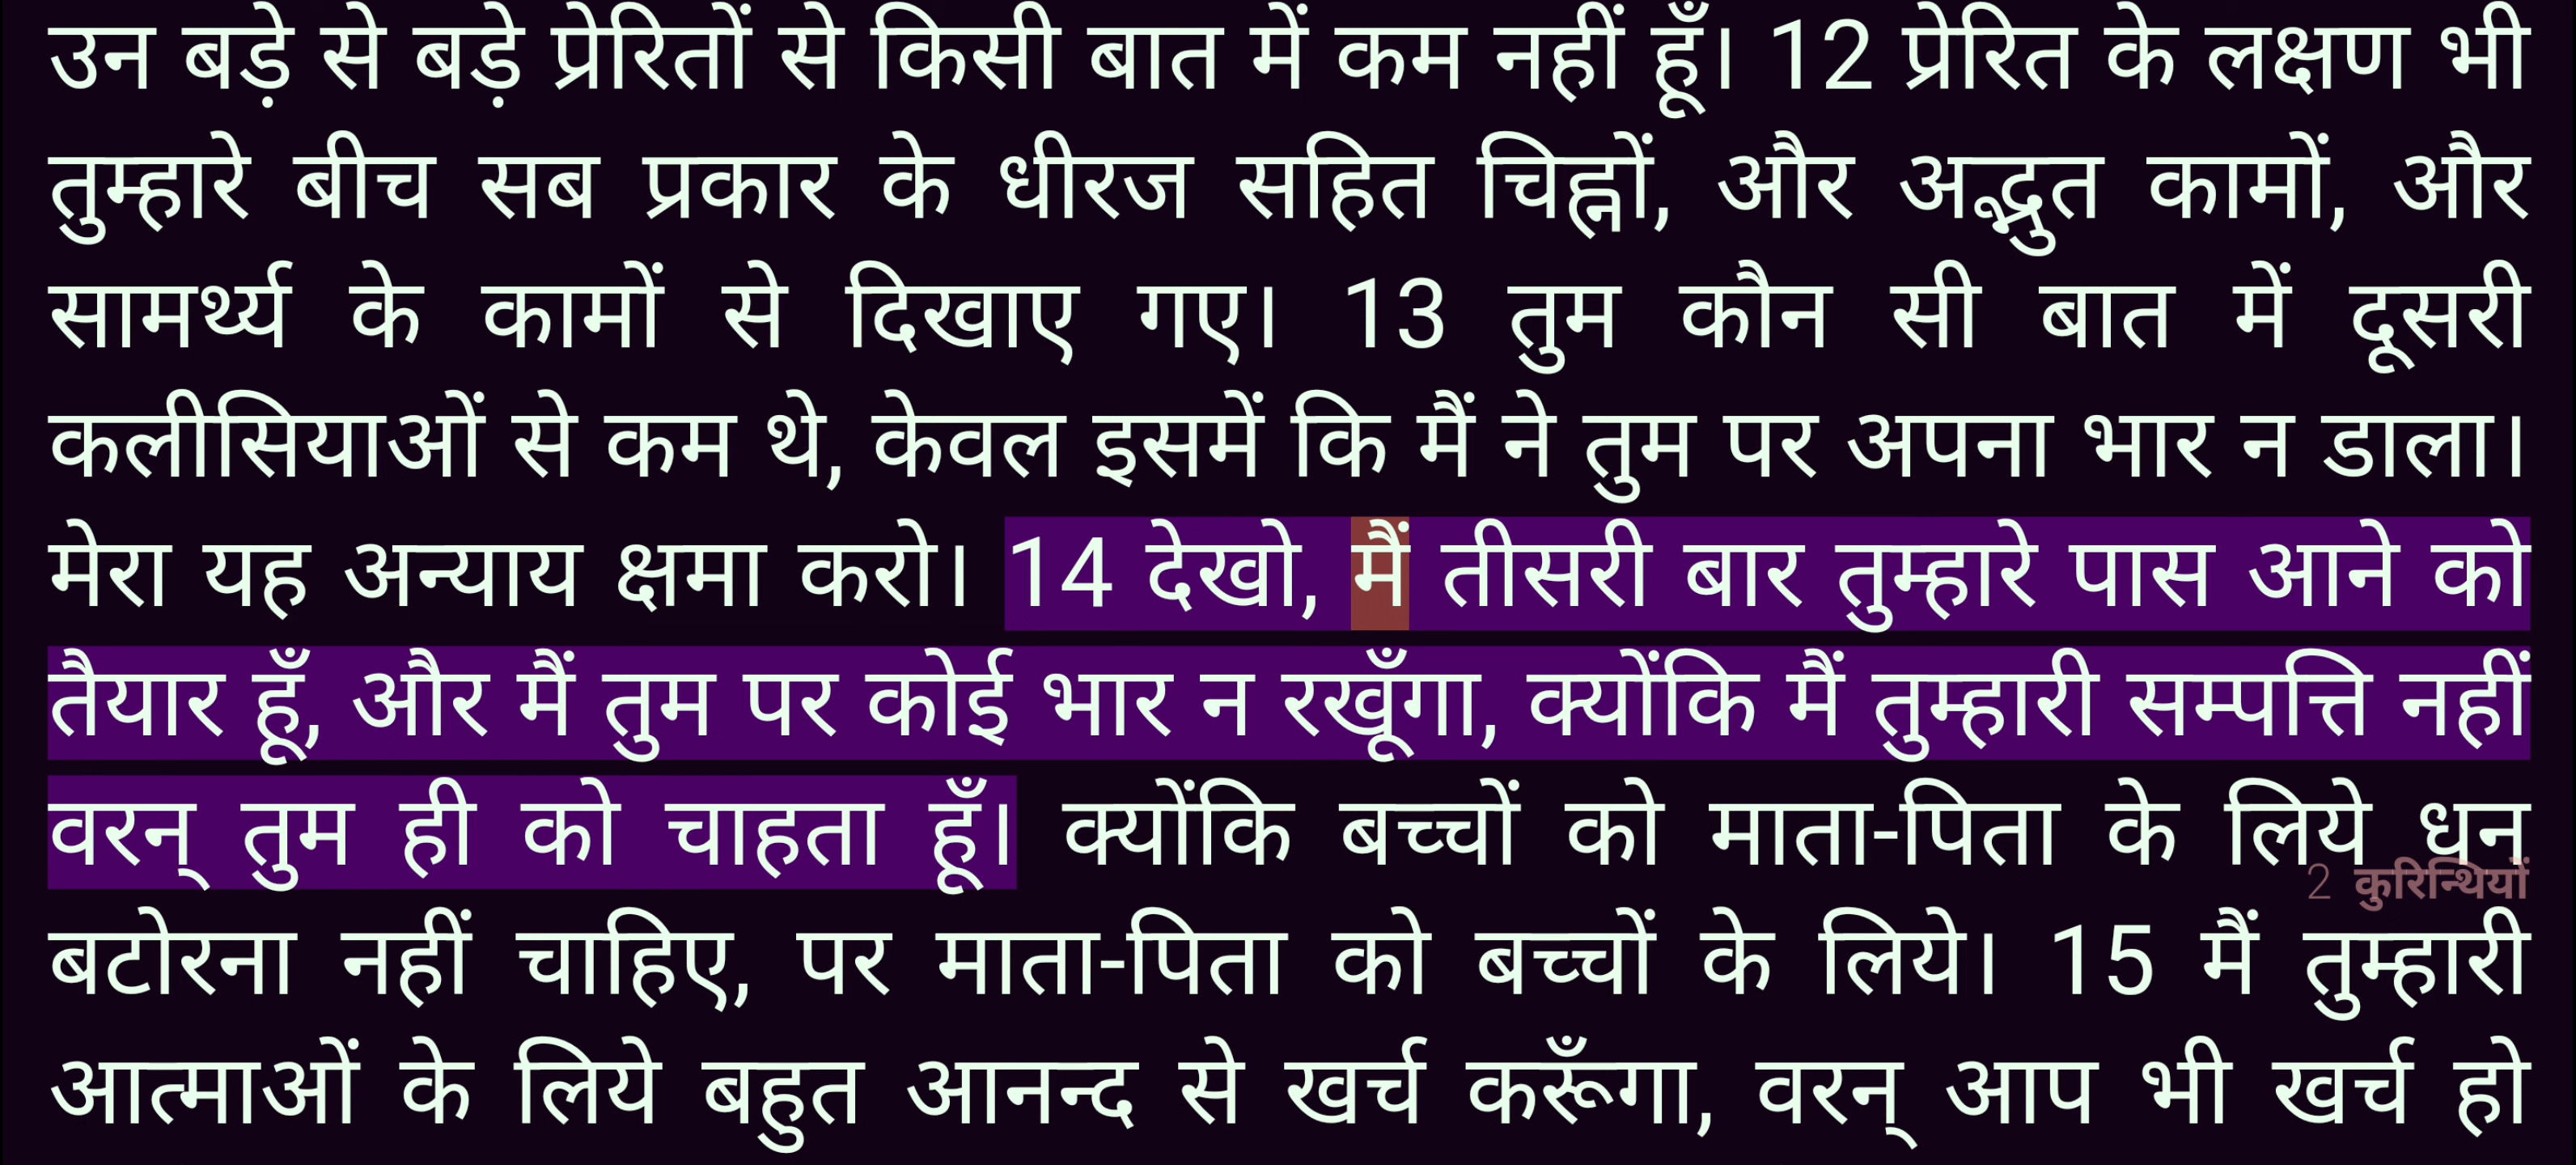 उन बड़े से बड़े प्रेरितों से किसी बात में कम नहीं हूँ। 12 प्रेरित के लक्षण भी
तुम्हारे बीच सब प्रकार के धीरज सहित चिह्नों, और अद्भुत कामों, और
सामर्थ्य के कामों से दिखाए गए। 13 तुम कौन सी बात में दूसरी
कलीसियाओं से कम थे, केवल इसमें कि मैं ने तुम पर अपना भार न डाला।
मेरा यह अन्याय क्षमा करो। 14 देखो, मैं तीसरी बार तुम्हारे पास आने को
तैयार हूँ, और मैं तुम पर कोई भार न रखूँगा, क्योंकि मैं तुम्हारी सम्पत्ति नहीं
वरन् तुम ही को चाहता हूँ। क्योंकि बच्चों को माता-पिता के लिये धन
2 कुरिन्थियों
बटोरना नहीं चाहिए, पर माता-पिता को बच्चों के लिये। 15 मैं तुम्हारी
आत्माओं के लिये बहुत आनन्द से खर्च करूँगा, वरन् आप भी खर्च हो